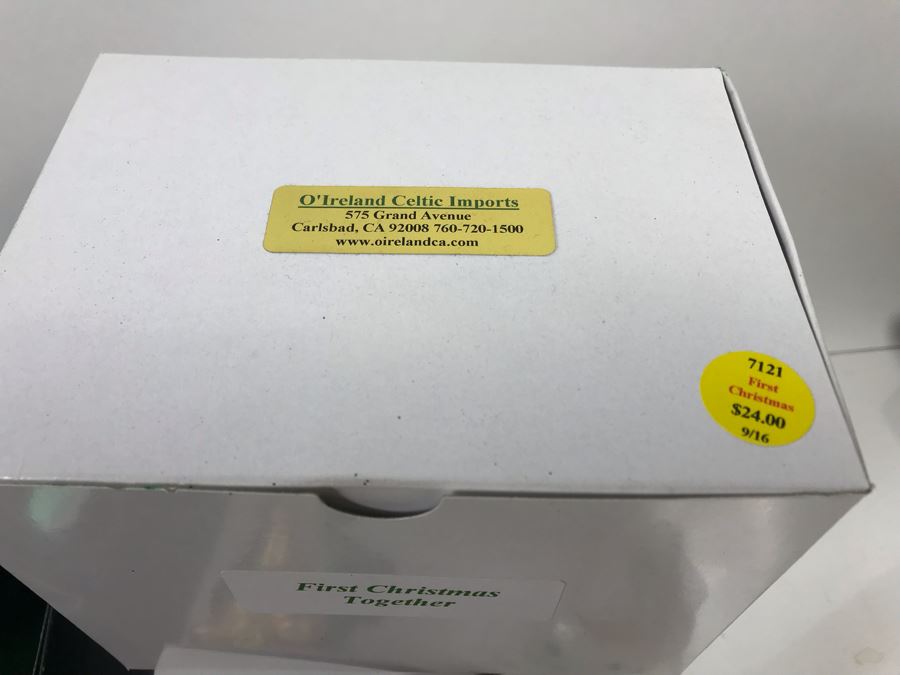 O'Ireland Celtic Imports
575 Grand Avenue
Carlsbad, CA 92008 760-720-1500
www.oirelandca.com
7121
First
Christmas
$24.00
9/16
First Christmas
Together